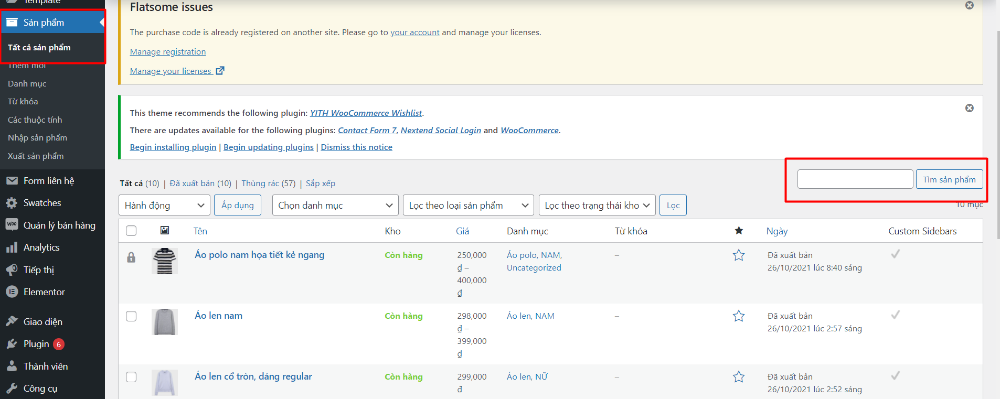 Template
Sản phẩm
Tất cả sản phẩm
Thêm mới
Danh mục
Từ khóa
Các thuộc tính
Nhập sản phẩm
Xuất sản phẩm
Form liên hệ
Swatches
Woo Quản lý bán hàng
Analytics
Tiếp thị
Elementor
Giao diện
Plugin 6
Thành viên
Công cụ
Flatsome issues
The purchase code is already registered on another site. Please go to your account and manage your licenses.
Manage registration
Manage your licenses
This theme recommends the following plugin: YITH WooCommerce Wishlist.
There are updates available for the following plugins: Contact Form 7, Nextend Social Login and WooCommerce.
Begin installing plugin | Begin updating plugins | Dismiss this notice
Tìm sản phẩm
Tất cả (10) | Đã xuất bản (10) | Thùng rác (57) | Sắp xếp
Hành động Áp dụng Chọn danh mục Lọc theo loại sản phẩm Lọc theo trạng thái kho Lọc
10 mục
Tên Kho Giá Danh mục Từ khóa Ngày Custom Sidebars
Áo polo nam họa tiết kẻ ngang Còn hàng 250,000 Áo polo, NAM, – Đã xuất bản
₫ – Uncategorized 26/10/2021 lúc 8:40 sáng
400,000
₫
Áo len nam Còn hàng 298,000 Áo len, NAM – Đã xuất bản
₫ – 26/10/2021 lúc 2:57 sáng
399,000
₫
Áo len cổ tròn, dáng regular Còn hàng 299,000 Áo len, NỮ – Đã xuất bản
₫ 26/10/2021 lúc 2:52 sáng